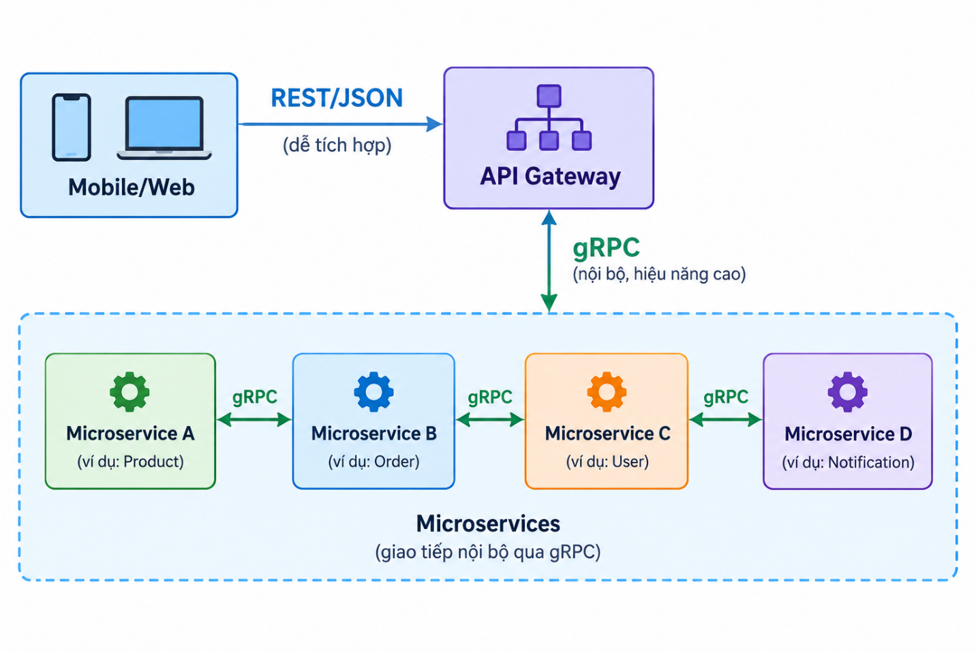 REST/JSON
(dễ tích hợp)
Mobile/Web
API Gateway
gRPC
(nội bộ, hiệu năng cao)
gRPC
gRPC
gRPC
Microservice A
(ví dụ: Product)
Microservice B
(ví dụ: Order)
Microservice C
(ví dụ: User)
Microservice D
(ví dụ: Notification)
Microservices
(giao tiếp nội bộ qua gRPC)